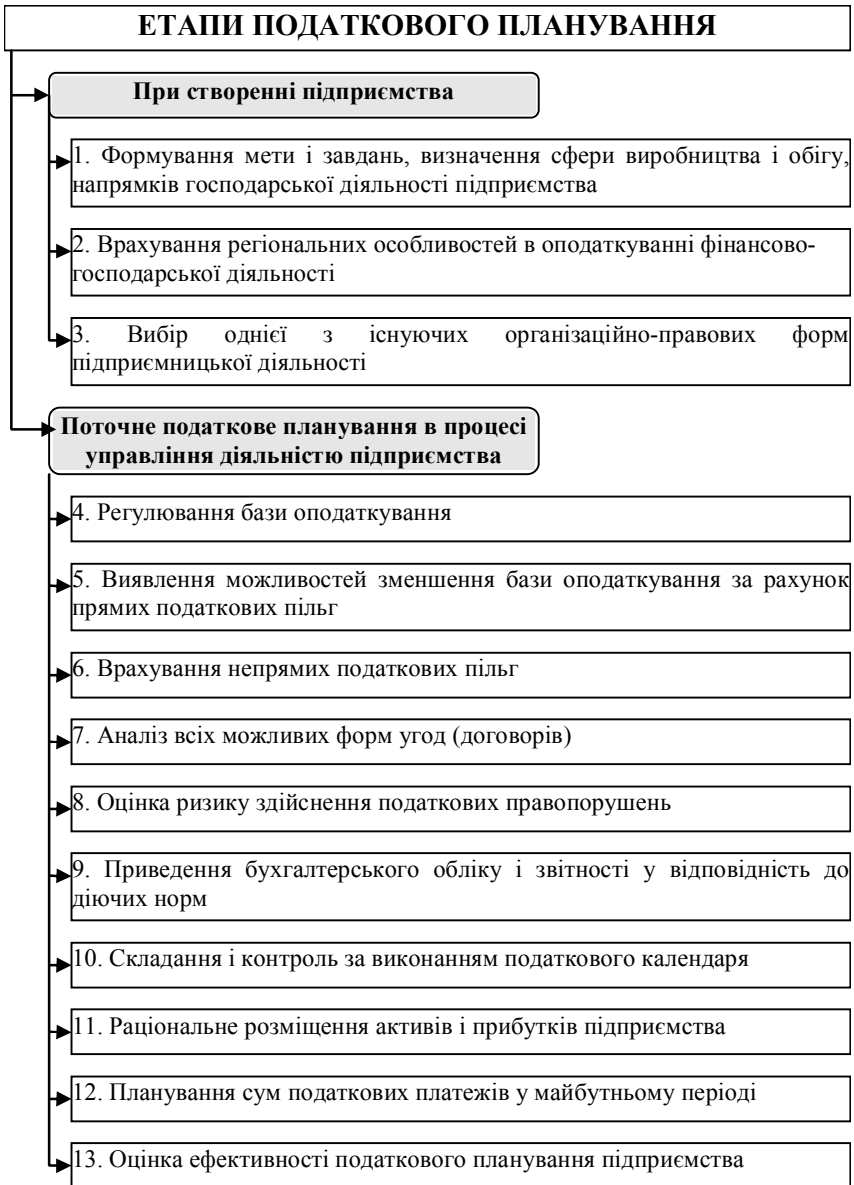 ЕТАПИ ПОДАТКОВОГО ПЛАНУВАННЯ
При створенні підприємства
1. Формування мети і завдань, визначення сфери виробництва і обігу,
напрямків господарської діяльності підприємства
2. Врахування регіональних особливостей в оподаткуванні фінансово-
господарської діяльності
3. Вибір однієї з існуючих організаційно-правових форм
підприємницької діяльності
Поточне податкове планування в процесі
управління діяльністю підприємства
4. Регулювання бази оподаткування
5. Виявлення можливостей зменшення бази оподаткування за рахунок
прямих податкових пільг
6. Врахування непрямих податкових пільг
7. Аналіз всіх можливих форм угод (договорів)
8. Оцінка ризику здійснення податкових правопорушень
9. Приведення бухгалтерського обліку і звітності у відповідність до
діючих норм
10. Складання і контроль за виконанням податкового календаря
11. Раціональне розміщення активів і прибутків підприємства
12. Планування сум податкових платежів у майбутньому періоді
13. Оцінка ефективності податкового планування підприємства